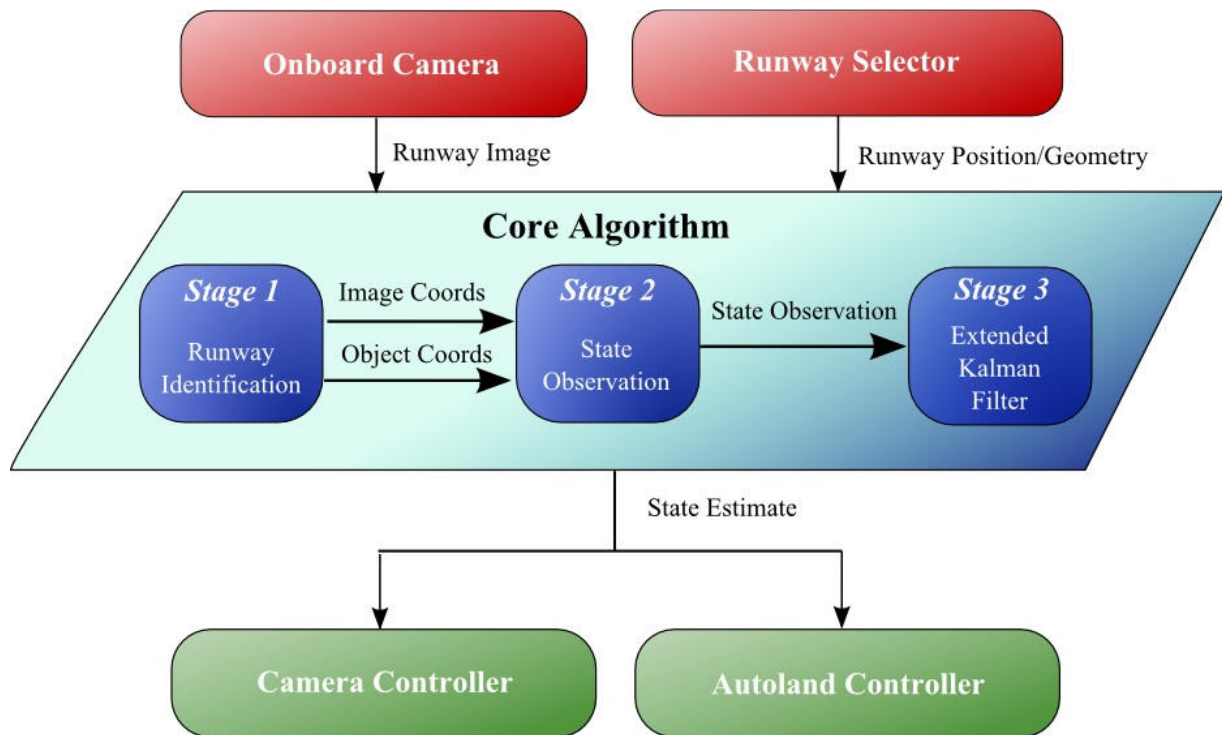 Onboard Camera
Runway Selector
Runway Image
Runway Position/Geometry
Core Algorithm
Stage 1
Runway
Identification
Image Coords
Object Coords
Stage 2
State
Observation
State Observation
Stage 3
Extended
Kalman
Filter
State Estimate
Camera Controller
Autoland Controller